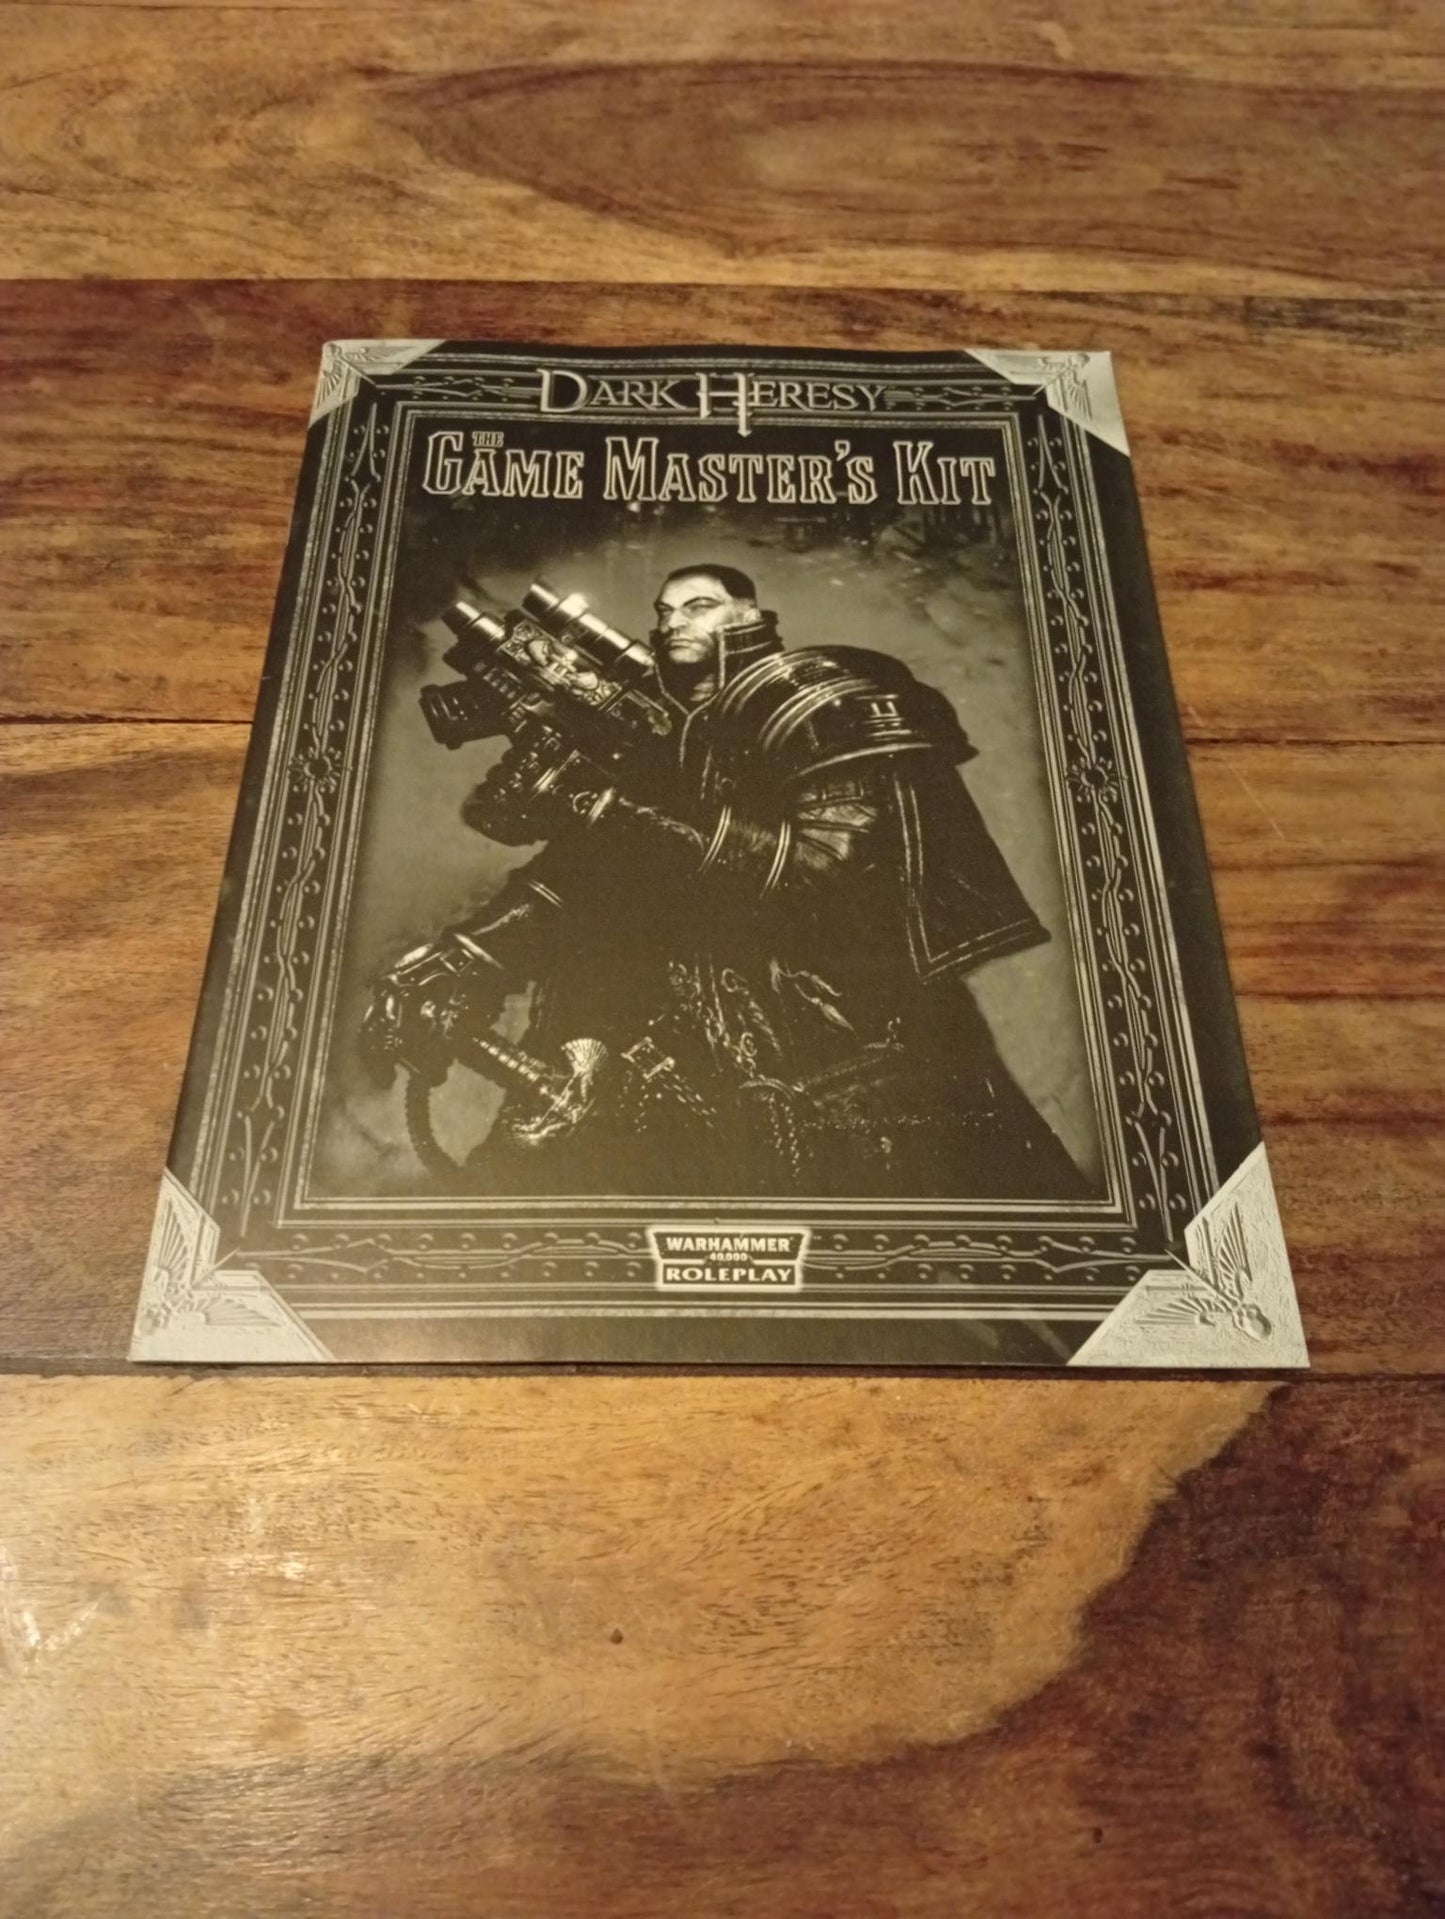 DARK HERESY
THE
GAME MASTER'S KIT
WARHAMMER
40,000
ROLEPLAY